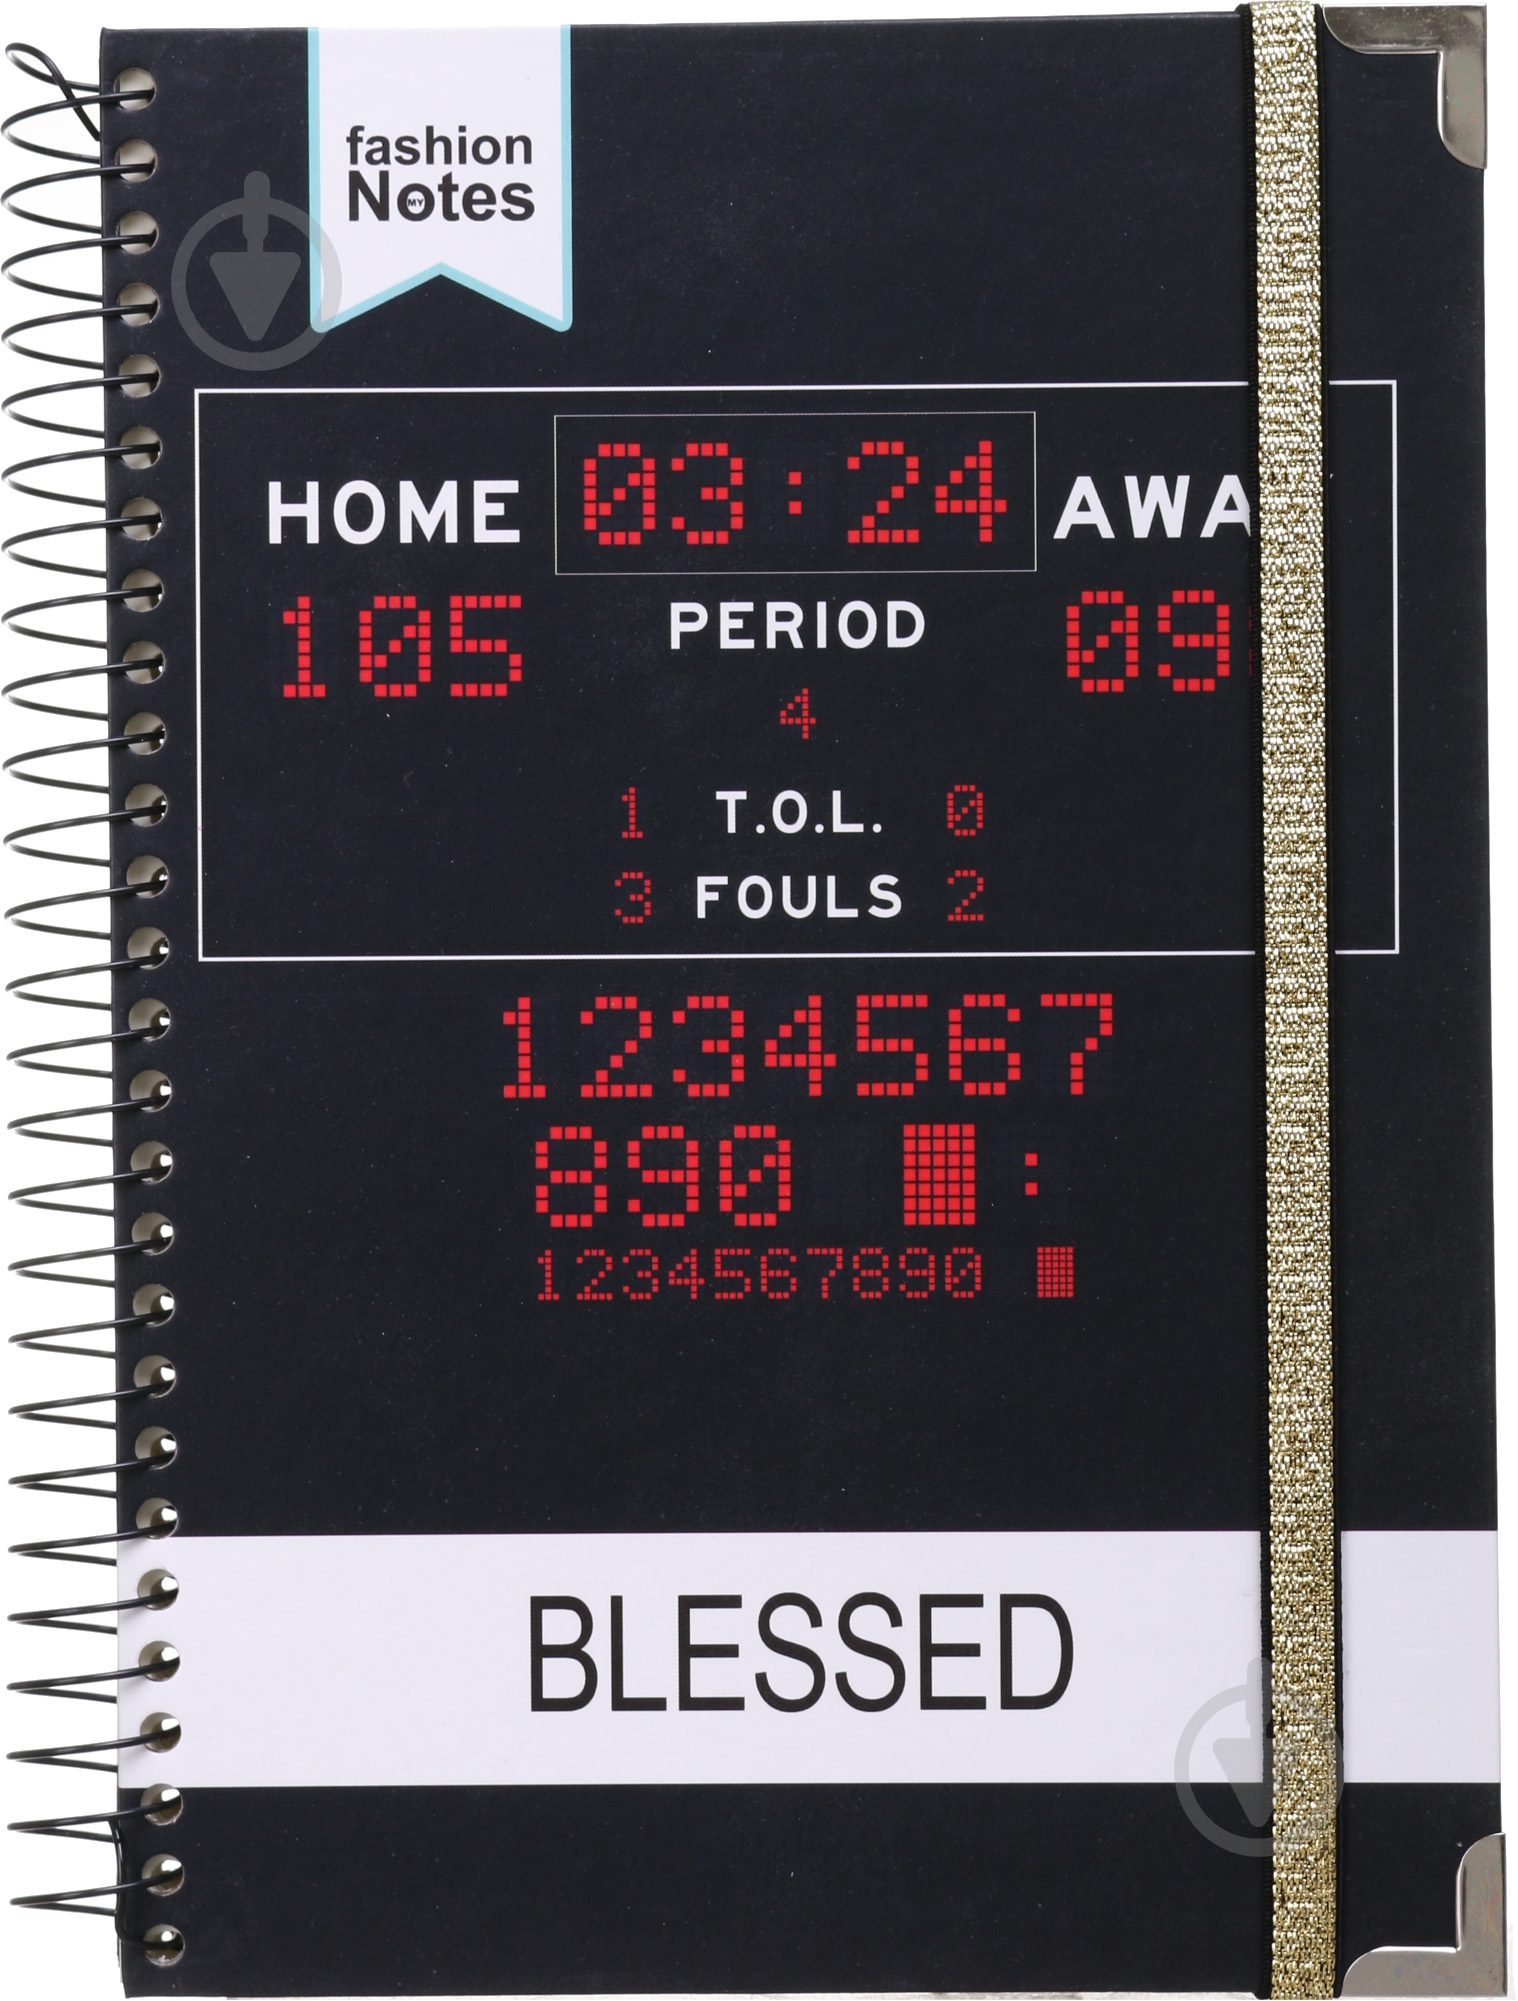 fashion
Notes
MY
HOME 03:24 AWA
105 PERIOD 09
4
1 T.O.L. 0
3 FOULS 2
1234567
890 :
1234567890
BLESSED